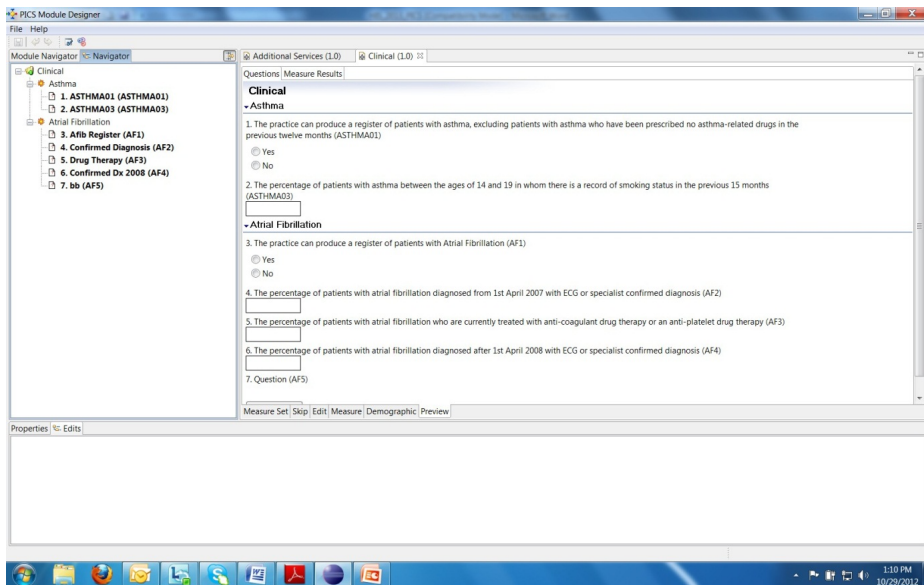 PICS Module Designer
File Help
Module Navigator Navigator
Clinical
Asthma
1. ASTHMA01 (ASTHMA01)
2. ASTHMA03 (ASTHMA03)
Atrial Fibrillation
3. Afib Register (AF1)
4. Confirmed Diagnosis (AF2)
5. Drug Therapy (AF3)
6. Confirmed Dx 2008 (AF4)
7. bb (AF5)
Additional Services (1.0) Clinical (1.0)
Questions Measure Results
Clinical
Asthma
1. The practice can produce a register of patients with asthma, excluding patients with asthma who have been prescribed no asthma-related drugs in the
previous twelve months (ASTHMA01)
Yes
No
2. The percentage of patients with asthma between the ages of 14 and 19 in whom there is a record of smoking status in the previous 15 months
(ASTHMA03)
Atrial Fibrillation
3. The practice can produce a register of patients with Atrial Fibrillation (AF1)
Yes
No
4. The percentage of patients with atrial fibrillation diagnosed from 1st April 2007 with ECG or specialist confirmed diagnosis (AF2)
5. The percentage of patients with atrial fibrillation who are currently treated with anti-coagulant drug therapy or an anti-platelet drug therapy (AF3)
6. The percentage of patients with atrial fibrillation diagnosed after 1st April 2008 with ECG or specialist confirmed diagnosis (AF4)
7. Question (AF5)
Measure Set Skip Edit Measure Demographic Preview
Properties Edits
1:10 PM
10/29/2012